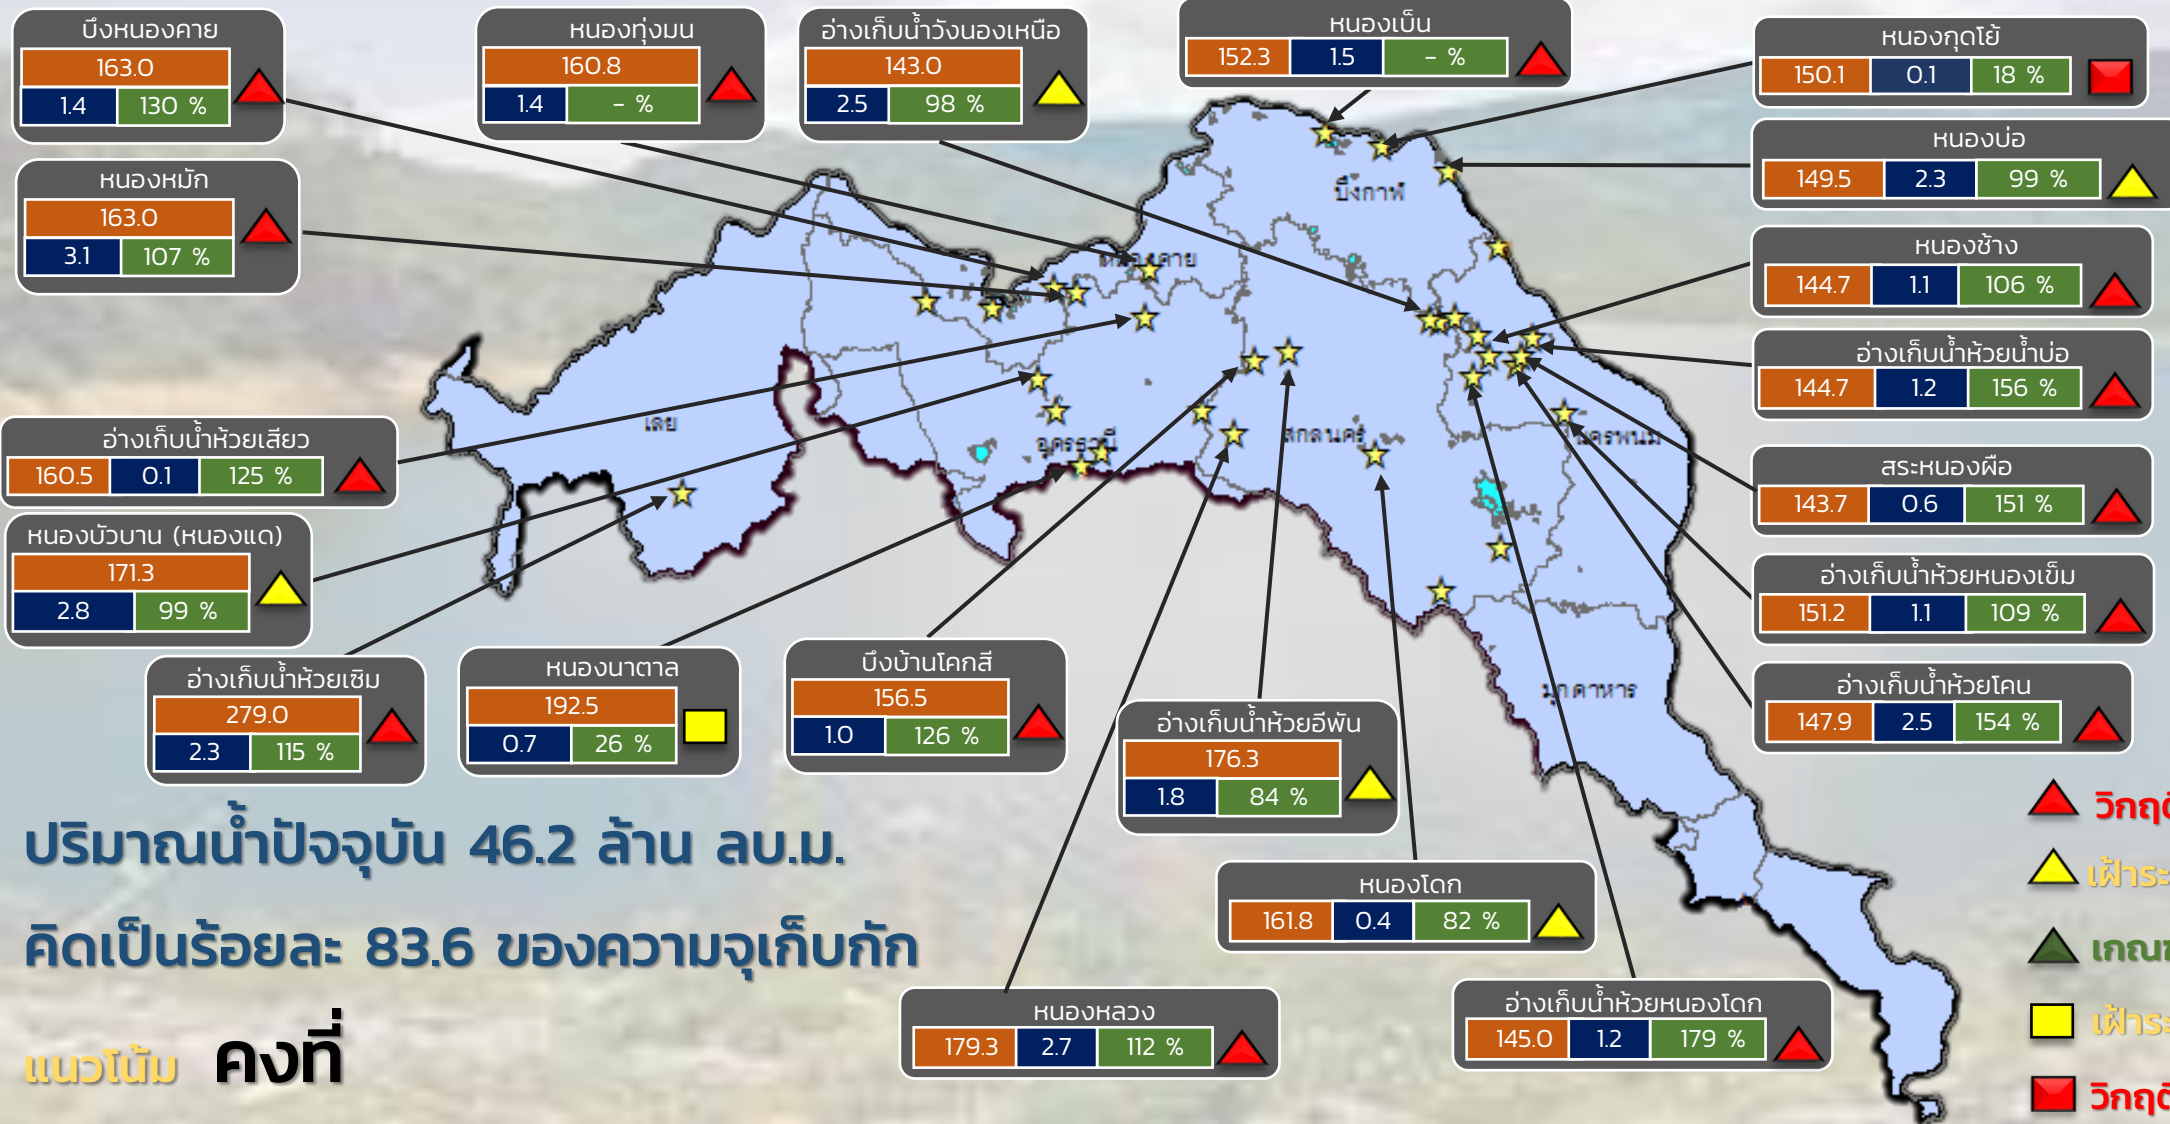 บึงหนองคาย
163.0
1.4 130 %
หนองทุ่งมน
160.8
1.4 - %
อ่างเก็บน้ำวังนองเหนือ
143.0
2.5 98 %
หนองเบ็น
152.3 1.5 - %
หนองกุดโย้
150.1 0.1 18 %
หนองหมัก
163.0
3.1 107 %
หนองบ่อ
149.5 2.3 99 %
หนองช้าง
144.7 1.1 106 %
อ่างเก็บน้ำห้วยน้ำบ่อ
144.7 1.2 156 %
สระหนองผือ
143.7 0.6 151 %
อ่างเก็บน้ำห้วยหนองเข็ม
151.2 1.1 109 %
อ่างเก็บน้ำห้วยโคน
147.9 2.5 154 %
อ่างเก็บน้ำห้วยเสียว
160.5 0.1 125 %
หนองบัวบาน (หนองแด)
171.3
2.8 99 %
อ่างเก็บน้ำห้วยเซิม
279.0
2.3 115 %
หนองนาตาล
192.5
0.7 26 %
บึงบ้านโคกสี
156.5
1.0 126 %
อ่างเก็บน้ำห้วยอีพัน
176.3
1.8 84 %
หนองโดก
161.8 0.4 82 %
หนองหลวง
179.3 2.7 112 %
อ่างเก็บน้ำห้วยหนองโดก
145.0 1.2 179 %
บึงกาฬ
หนองคาย
เลย
อุดรธานี
สกลนคร
นครพนม
มุกดาหาร
ปริมาณน้ำปัจจุบัน 46.2 ล้าน ลบ.ม.
คิดเป็นร้อยละ 83.6 ของความจุเก็บกัก
แนวโน้ม คงที่